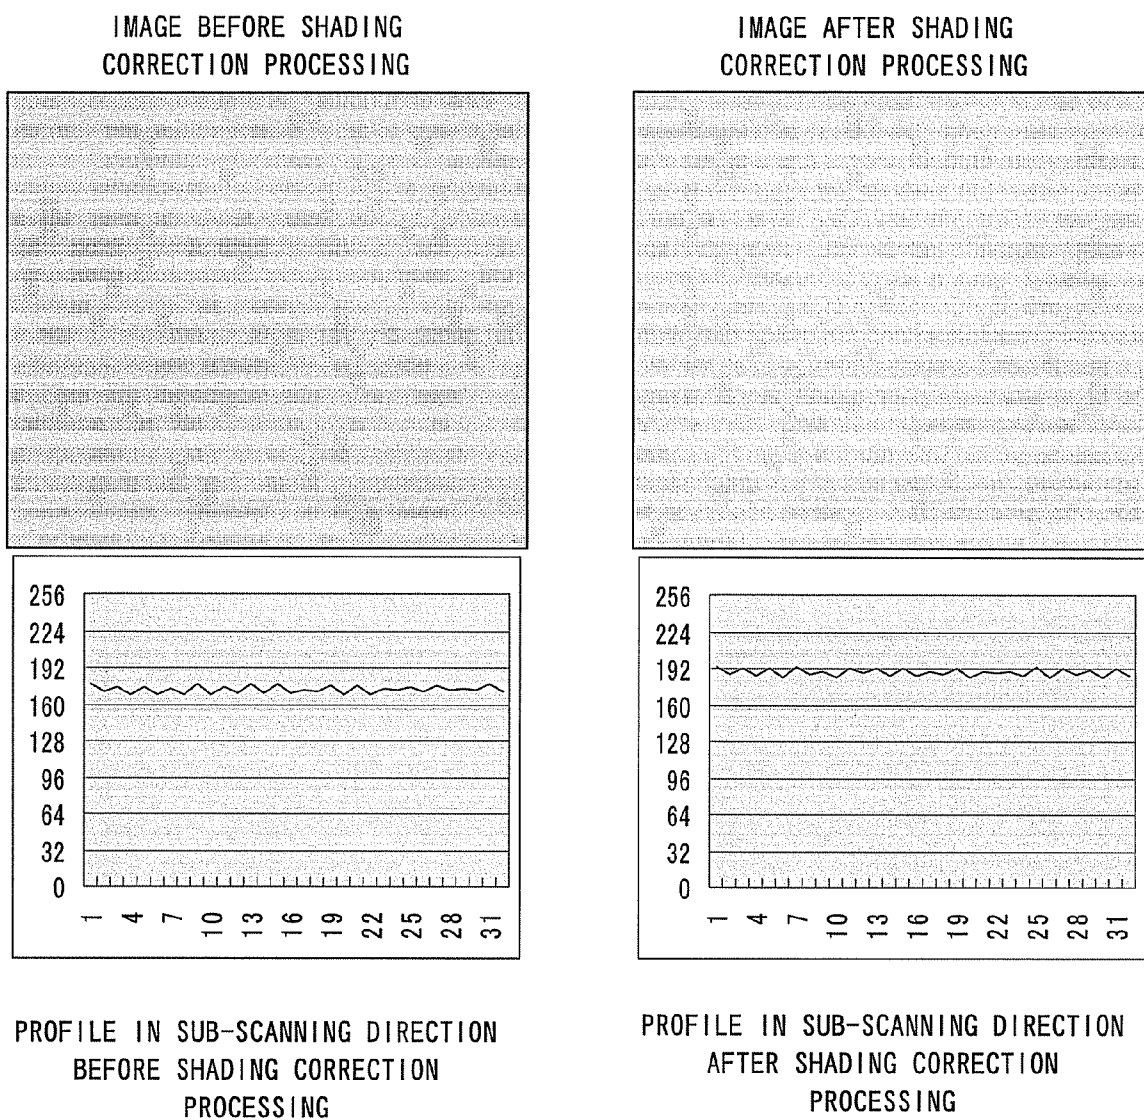 IMAGE BEFORE SHADING
CORRECTION PROCESSING
256
224
192
160
128
96
64
32
0
1 4 7 10 13 16 19 22 25 28 31
PROFILE IN SUB-SCANNING DIRECTION
BEFORE SHADING CORRECTION
PROCESSING
IMAGE AFTER SHADING
CORRECTION PROCESSING
256
224
192
160
128
96
64
32
0
1 4 7 10 13 16 19 22 25 28 31
PROFILE IN SUB-SCANNING DIRECTION
AFTER SHADING CORRECTION
PROCESSING